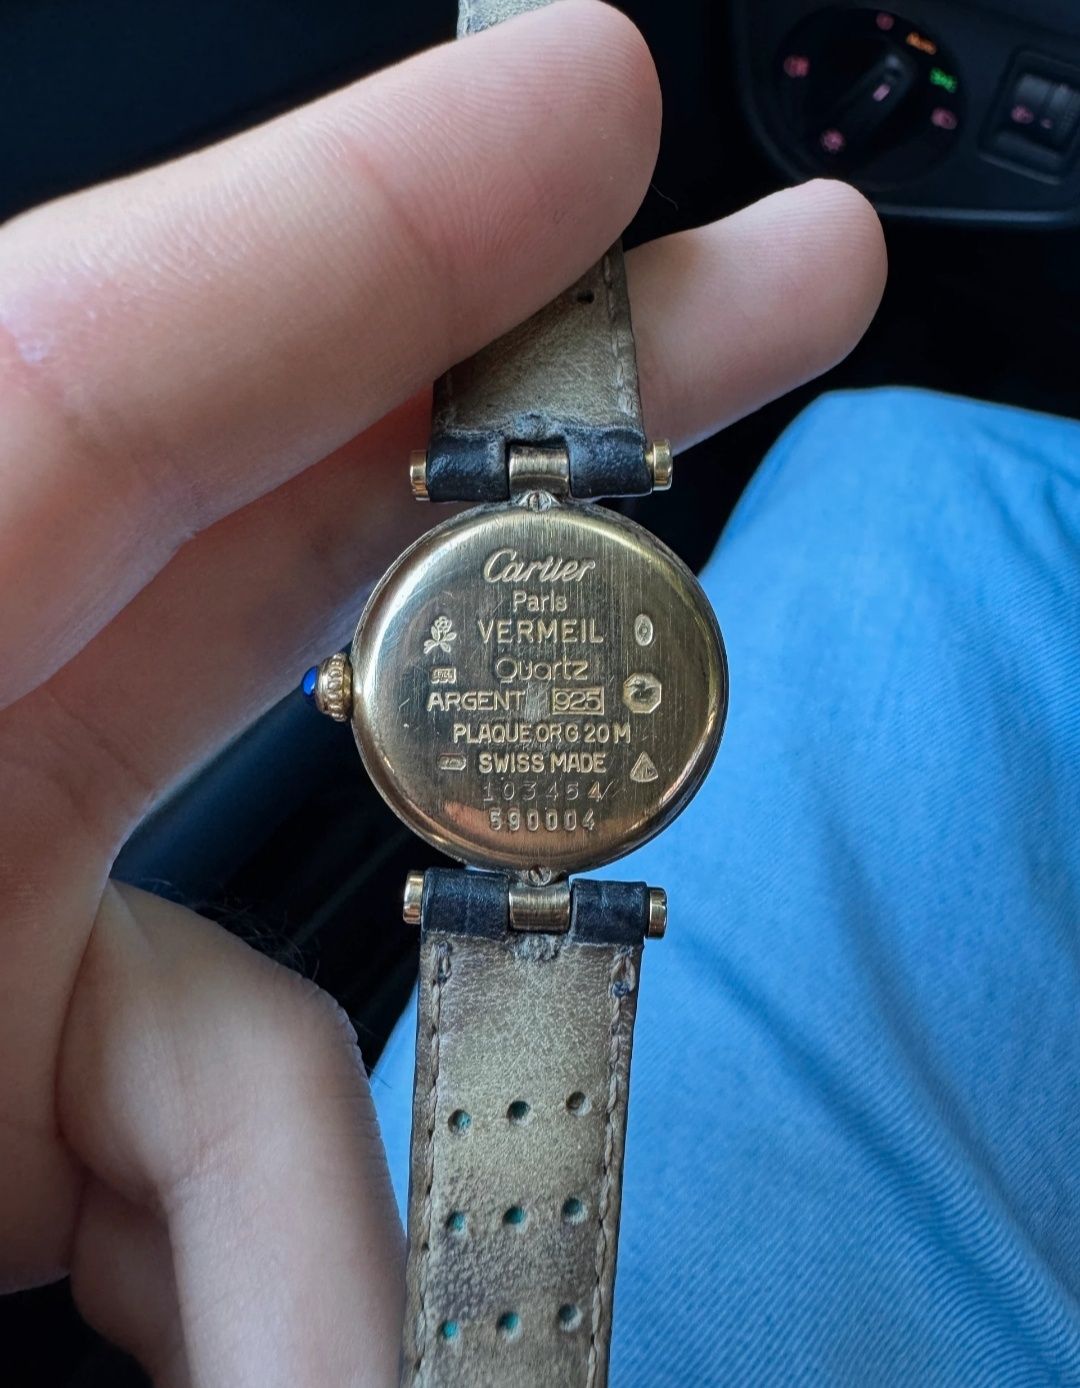 Cartier
Paris
VERMEIL
Quartz
ARGENT 925
PLAQUE OR G 20 M
SWISS MADE
103454
590004